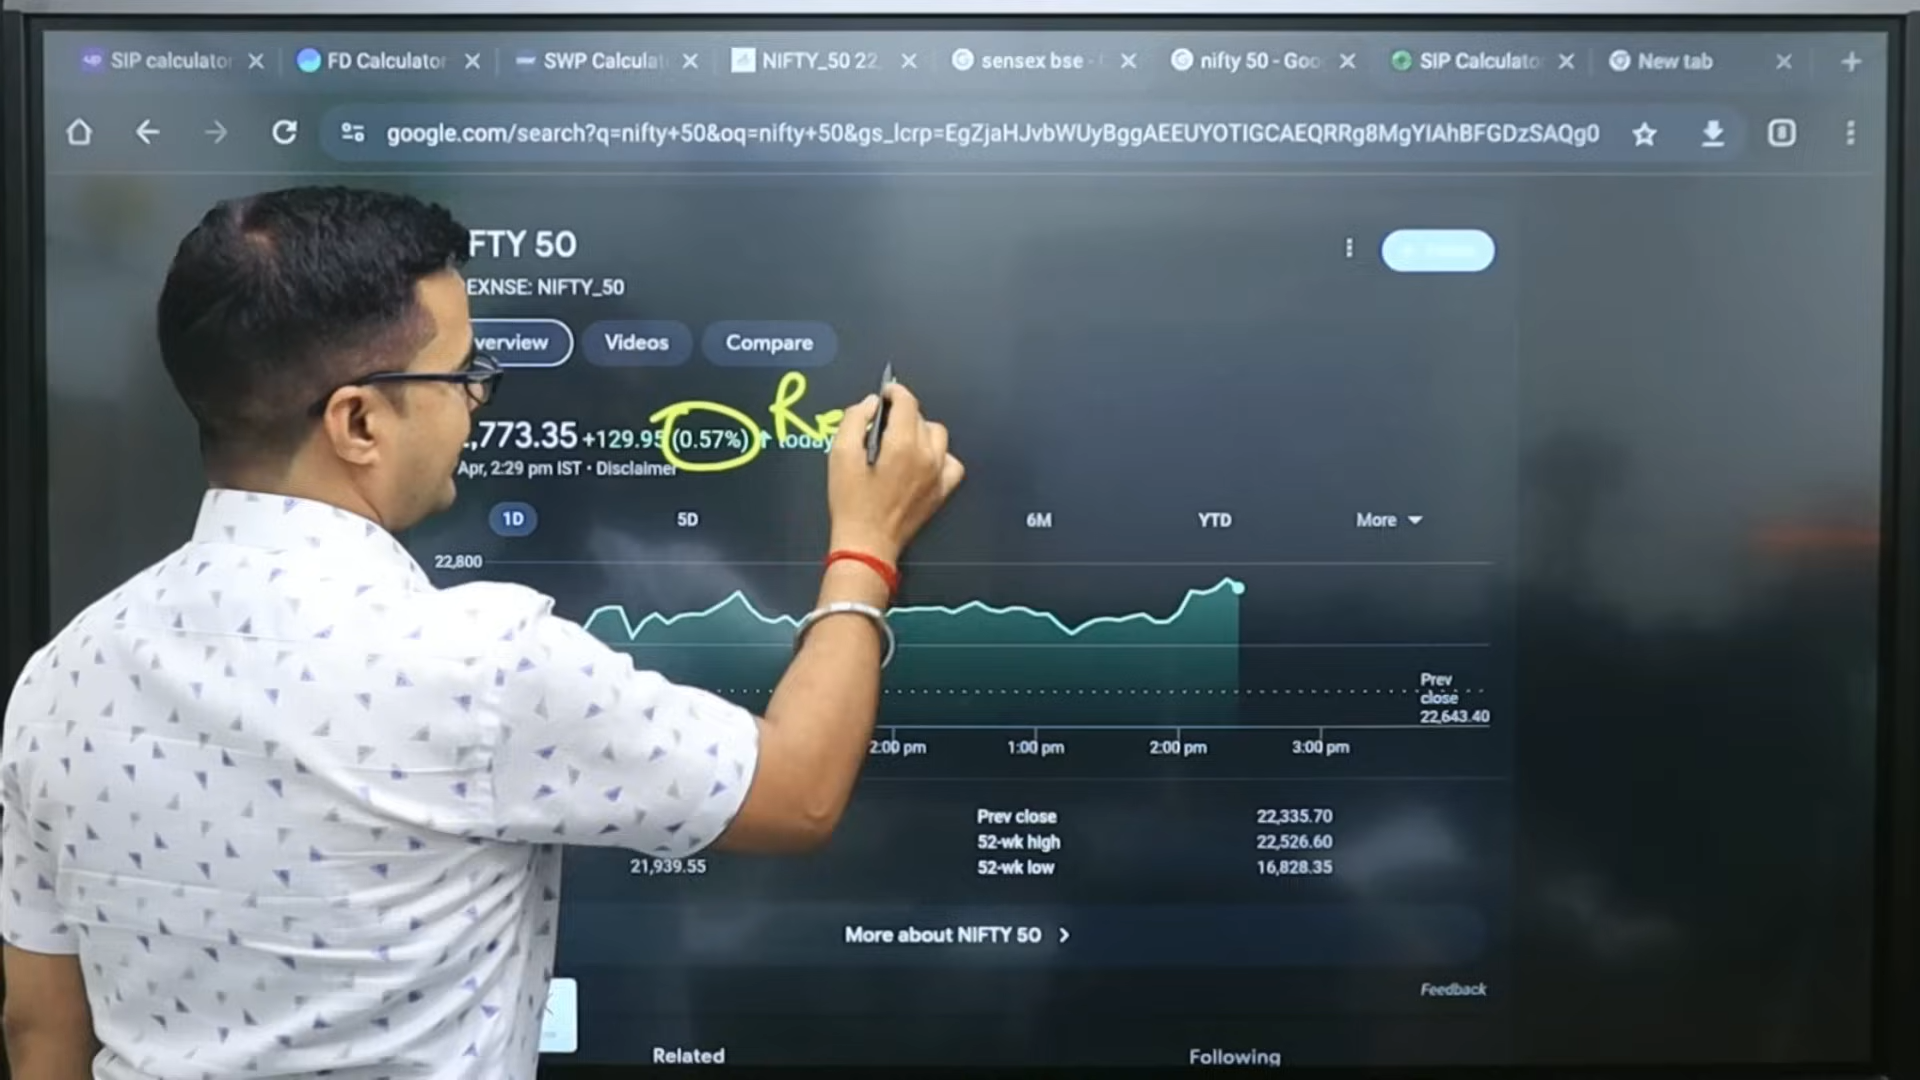 SIP calculator
FD Calculator
SWP Calculat
NIFTY_50 22
sensex bse -
nifty 50 - Goo
SIP Calculato
New tab
google.com/search?q=nifty+50&oq=nifty+50&gs_lcrp=EgZjaHJvbWUyBggAEEUYOTIGCAEQRRg8MgYIAhBFGDzSAQg0
FTY 50
EXNSE: NIFTY_50
verview Videos Compare
Re
,773.35 +129.95 (0.57%) today
Apr, 2:29 pm IST • Disclaimer
1D 5D 6M YTD More
22,800
Prev
close
22,643.40
2:00 pm 1:00 pm 2:00 pm 3:00 pm
Prev close 22,335.70
52-wk high 22,526.60
21,939.55 52-wk low 16,828.35
More about NIFTY 50
Feedback
Related Following